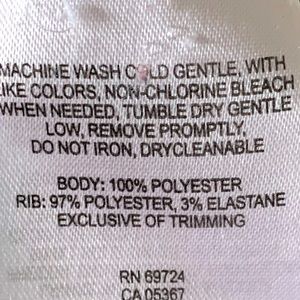 MACHINE WASH COLD GENTLE, WITH
LIKE COLORS, NON-CHLORINE BLEACH
WHEN NEEDED, TUMBLE DRY GENTLE
LOW, REMOVE PROMPTLY,
DO NOT IRON, DRYCLEANABLE
BODY: 100% POLYESTER
RIB: 97% POLYESTER, 3% ELASTANE
EXCLUSIVE OF TRIMMING
RN 69724
CA 05367